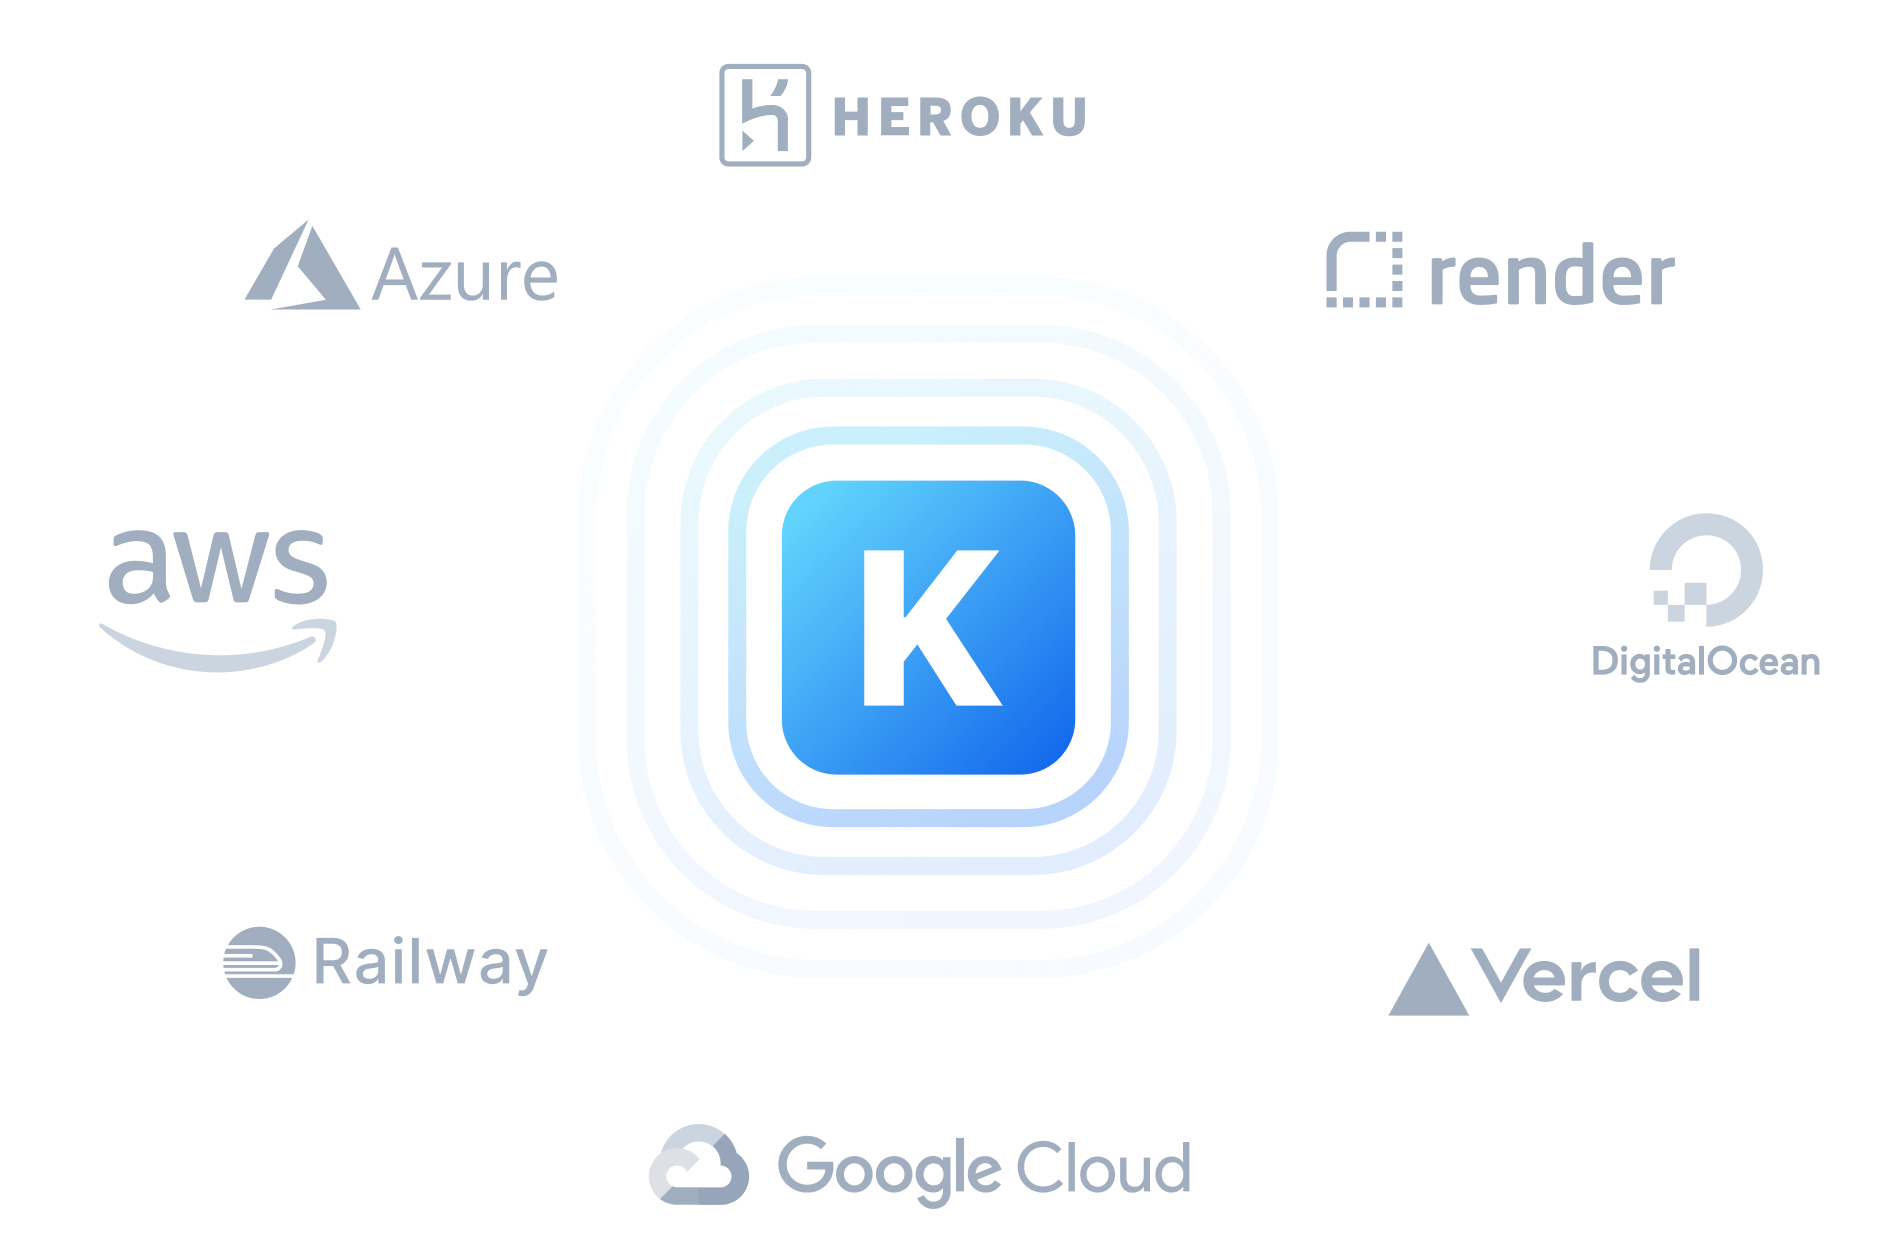 HEROKU
Azure
render
aws
K
DigitalOcean
Railway
Vercel
Google Cloud